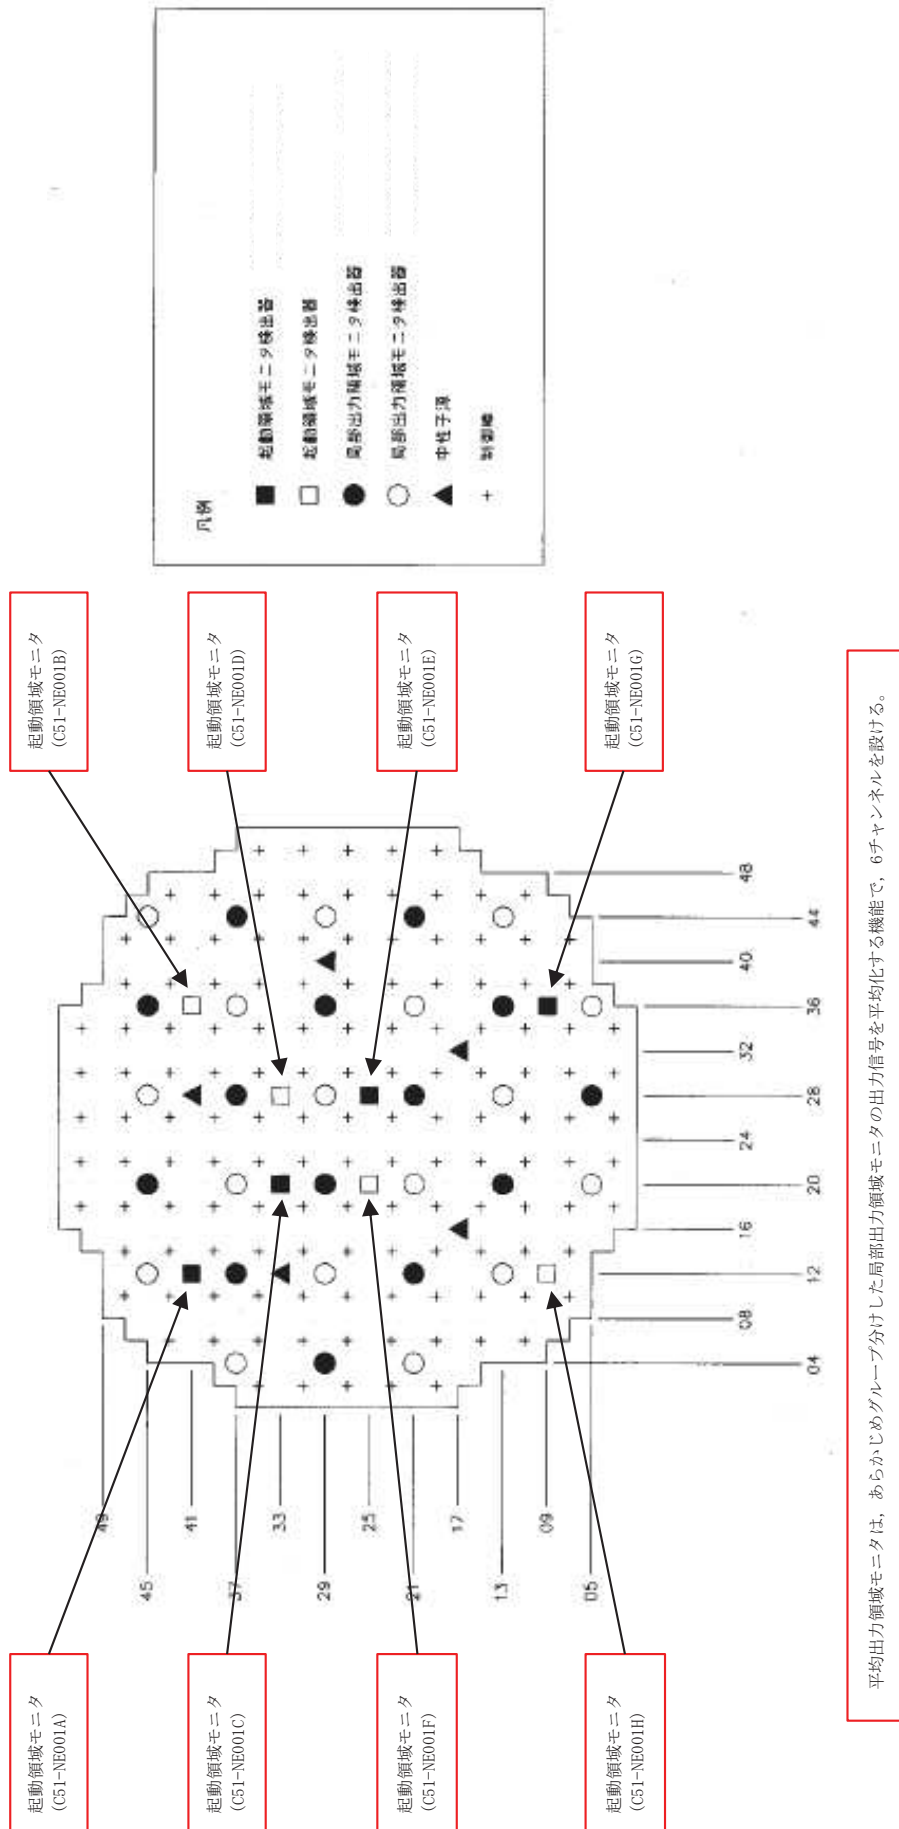 起動領域モニタ
(C51-NE001A)
起動領域モニタ
(C51-NE001C)
起動領域モニタ
(C51-NE001F)
起動領域モニタ
(C51-NE001H)
49
45
41
37
33
29
25
21
17
13
09
05
04
08
12
16
20
24
28
32
36
40
44
48
起動領域モニタ
(C51-NE001B)
起動領域モニタ
(C51-NE001D)
起動領域モニタ
(C51-NE001E)
起動領域モニタ
(C51-NE001G)
凡例
起動領域モニタ検出器
起動領域モニタ検出器
局部出力領域モニタ検出器
局部出力領域モニタ検出器
中性子源
制御棒
平均出力領域モニタは，あらかじめグループ分けした局部出力領域モニタの出力信号を平均化する機能で，6チャンネルを設ける。